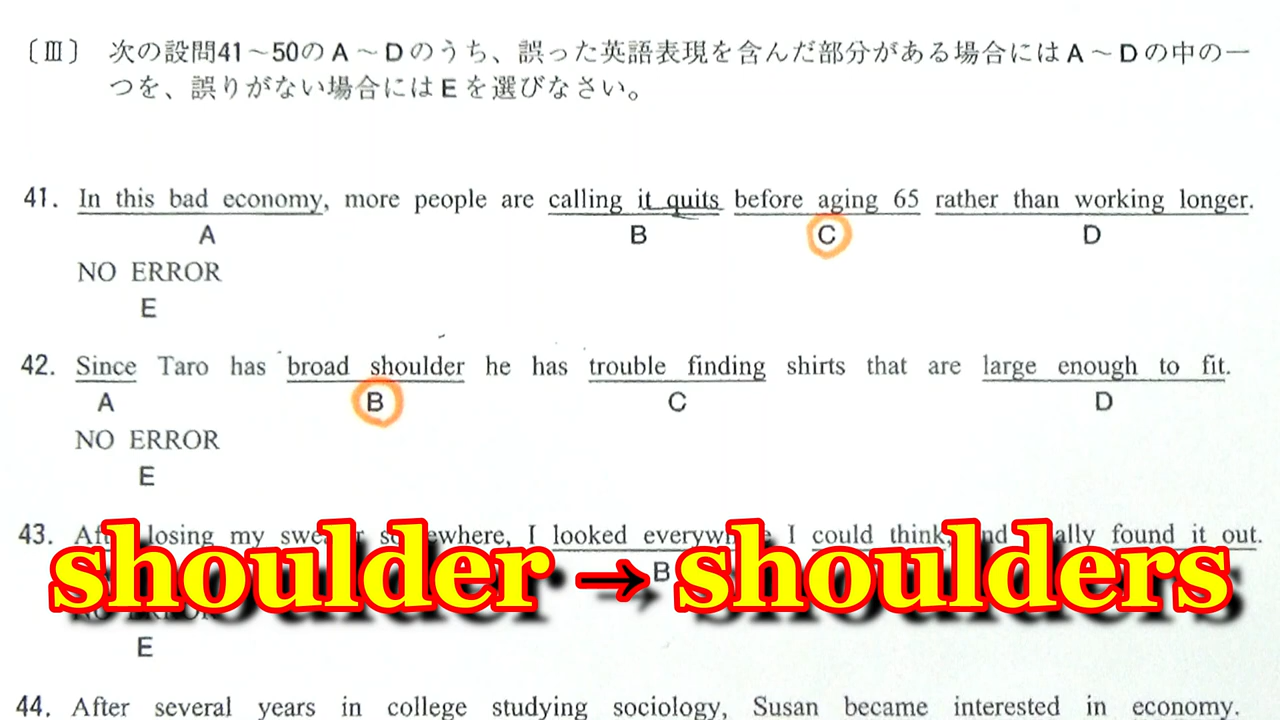 〔Ⅲ〕 次の設問41～50のA～Dのうち、誤った英語表現を含んだ部分がある場合にはA～Dの中の一
つを、誤りがない場合にはEを選びなさい。
41. In this bad economy, more people are calling it quits before aging 65 rather than working longer.
A B C D
NO ERROR
E
42. Since Taro has broad shoulder he has trouble finding shirts that are large enough to fit.
A B C D
NO ERROR
E
43. losing my I looked I could think, found it out.
B
shoulder → shoulders
E
44. After several years in college studying sociology, Susan became interested in economy.